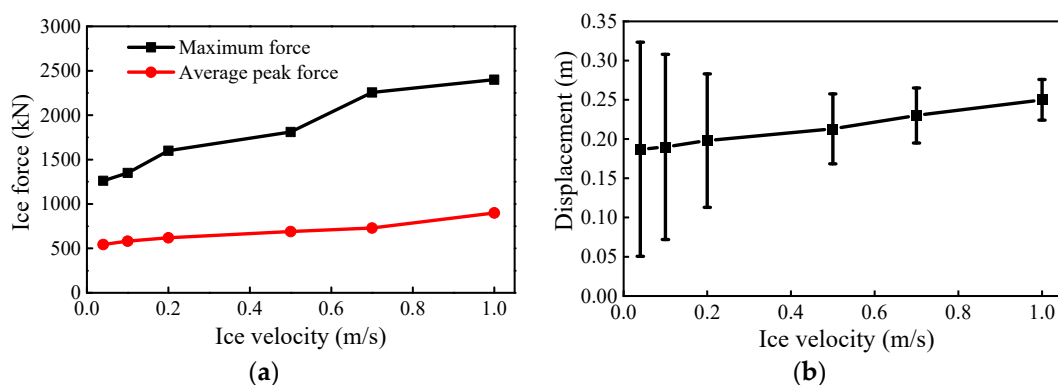 3000
2500
2000
1500
1000
500
0
Ice force (kN)
Maximum force
Average peak force
0.0 0.2 0.4 0.6 0.8 1.0
Ice velocity (m/s)
(a)
0.35
0.30
0.25
0.20
0.15
0.10
0.05
0.00
Displacement (m)
0.0 0.2 0.4 0.6 0.8 1.0
Ice velocity (m/s)
(b)